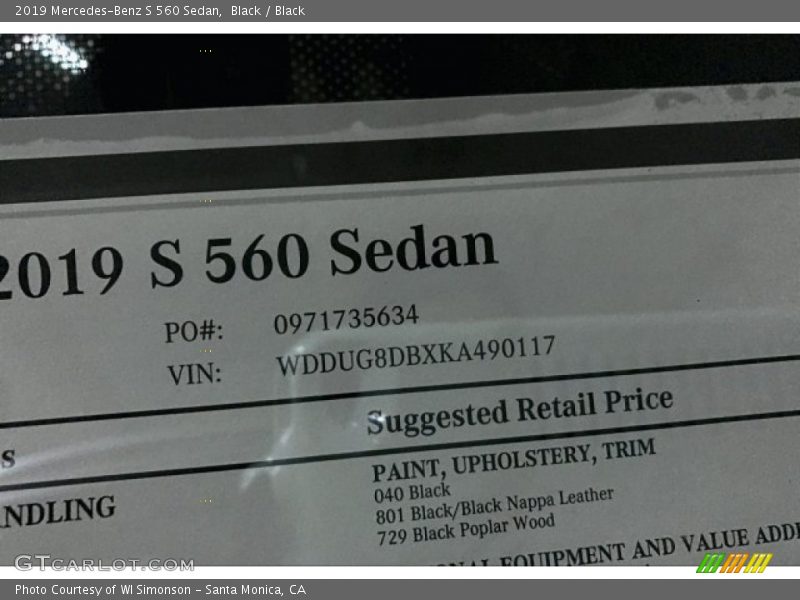 2019 Mercedes-Benz S 560 Sedan, Black / Black
2019 S 560 Sedan
PO#: 0971735634
VIN: WDDUG8DBXKA490117
Suggested Retail Price
PAINT, UPHOLSTERY, TRIM
040 Black
801 Black/Black Nappa Leather
729 Black Poplar Wood
EQUIPMENT AND VALUE
GTCARLOT.COM
Photo Courtesy of WI Simonson - Santa Monica, CA